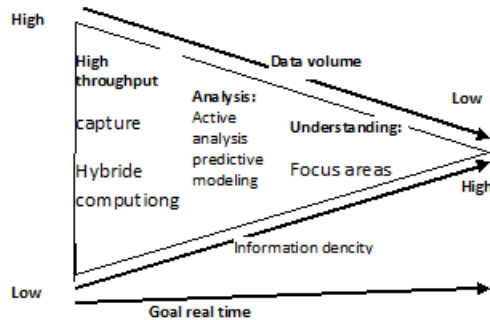 High
Data volume
High
throughput
capture
Hybride
computiong
Analysis:
Active
analysis
predictive
modeling
Low
Understanding:
Focus areas
High
Information dencity
Low
Goal real time